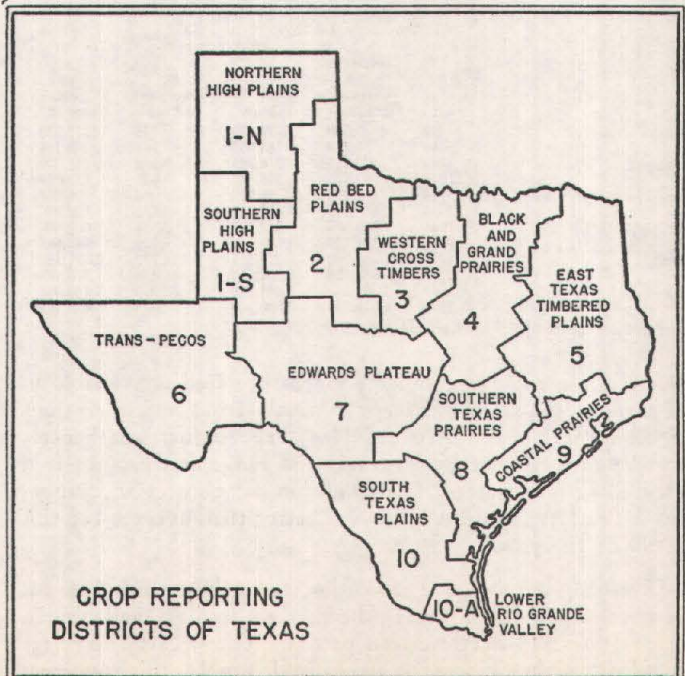 NORTHERN
HIGH PLAINS
1-N
SOUTHERN
HIGH
PLAINS
1-S
RED BED
PLAINS
2
WESTERN
CROSS
TIMBERS
3
BLACK
AND
GRAND
PRAIRIES
4
EAST
TEXAS
TIMBERED
PLAINS
5
TRANS-PECOS
6
EDWARDS PLATEAU
7
SOUTHERN
TEXAS
PRAIRIES
8
COASTAL PRAIRIES
9
SOUTH
TEXAS
PLAINS
10
10-A
LOWER
RIO GRANDE
VALLEY
CROP REPORTING
DISTRICTS OF TEXAS